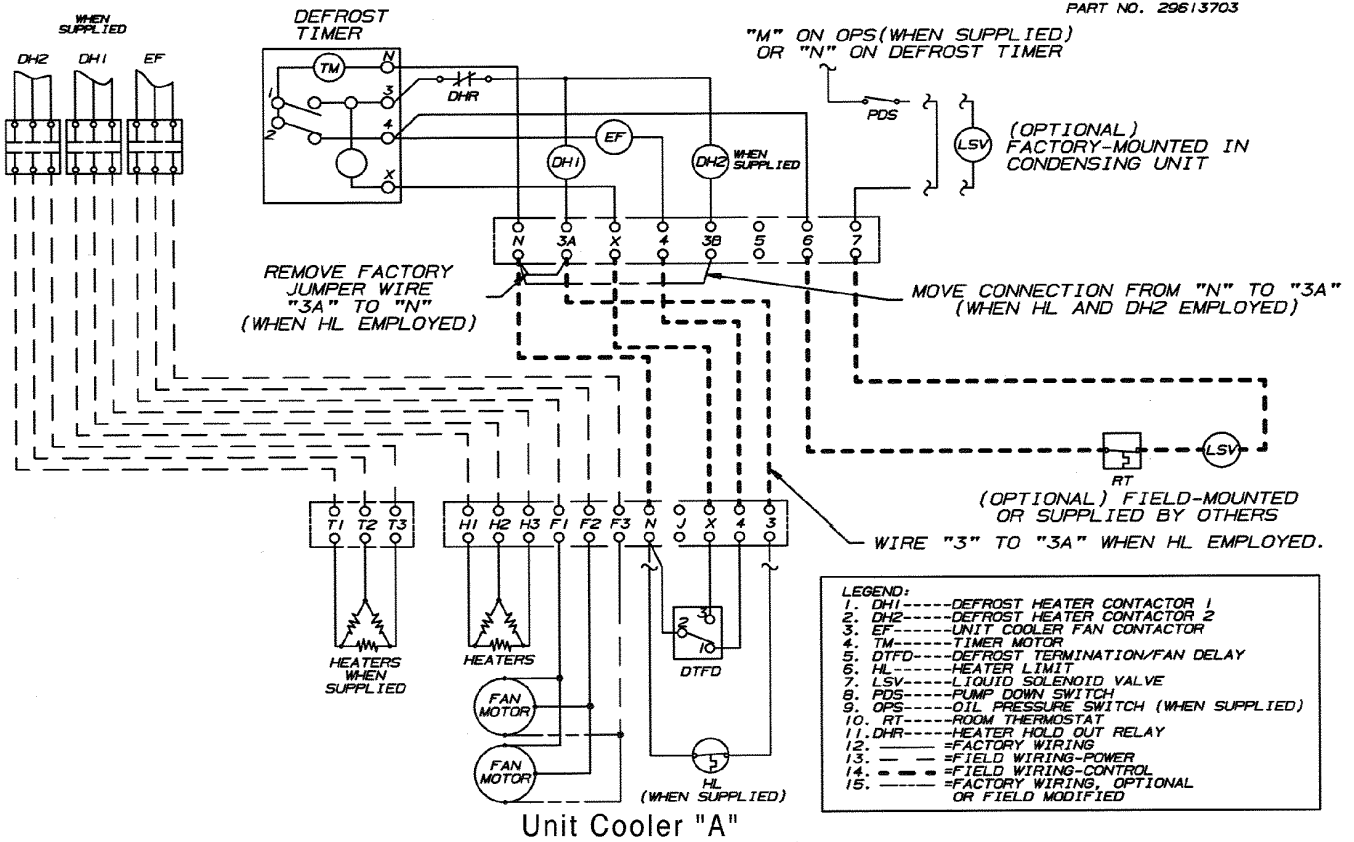 PART NO. 29613703
WHEN
SUPPLIED
DH2 DH1 EF
DEFROST
TIMER
TM
N
1
3
2
4
X
DHR
EF
DH1
DH2
WHEN
SUPPLIED
"M" ON OPS (WHEN SUPPLIED)
OR "N" ON DEFROST TIMER
PDS
LSV
(OPTIONAL)
FACTORY-MOUNTED IN
CONDENSING UNIT
N 3A X 4 3B 5 6 7
REMOVE FACTORY
JUMPER WIRE
"3A" TO "N"
(WHEN HL EMPLOYED)
MOVE CONNECTION FROM "N" TO "3A"
(WHEN HL AND DH2 EMPLOYED)
RT
LSV
(OPTIONAL) FIELD-MOUNTED
OR SUPPLIED BY OTHERS
WIRE "3" TO "3A" WHEN HL EMPLOYED.
T1 T2 T3
H1 H2 H3 F1 F2 F3 N J X 4 3
HEATERS
WHEN
SUPPLIED
HEATERS
FAN
MOTOR
FAN
MOTOR
3
2
1
DTFD
HL
(WHEN SUPPLIED)
LEGEND:
1. DH1-----DEFROST HEATER CONTACTOR 1
2. DH2-----DEFROST HEATER CONTACTOR 2
3. EF------UNIT COOLER FAN CONTACTOR
4. TM------TIMER MOTOR
5. DTFD----DEFROST TERMINATION/FAN DELAY
6. HL------HEATER LIMIT
7. LSV-----LIQUID SOLENOID VALVE
8. PDS-----PUMP DOWN SWITCH
9. OPS-----OIL PRESSURE SWITCH (WHEN SUPPLIED)
10. RT-----ROOM THERMOSTAT
11. DHR-----HEATER HOLD OUT RELAY
12. =FACTORY WIRING
13. =FIELD WIRING-POWER
14. =FIELD WIRING-CONTROL
15. =FACTORY WIRING, OPTIONAL
OR FIELD MODIFIED
Unit Cooler "A"